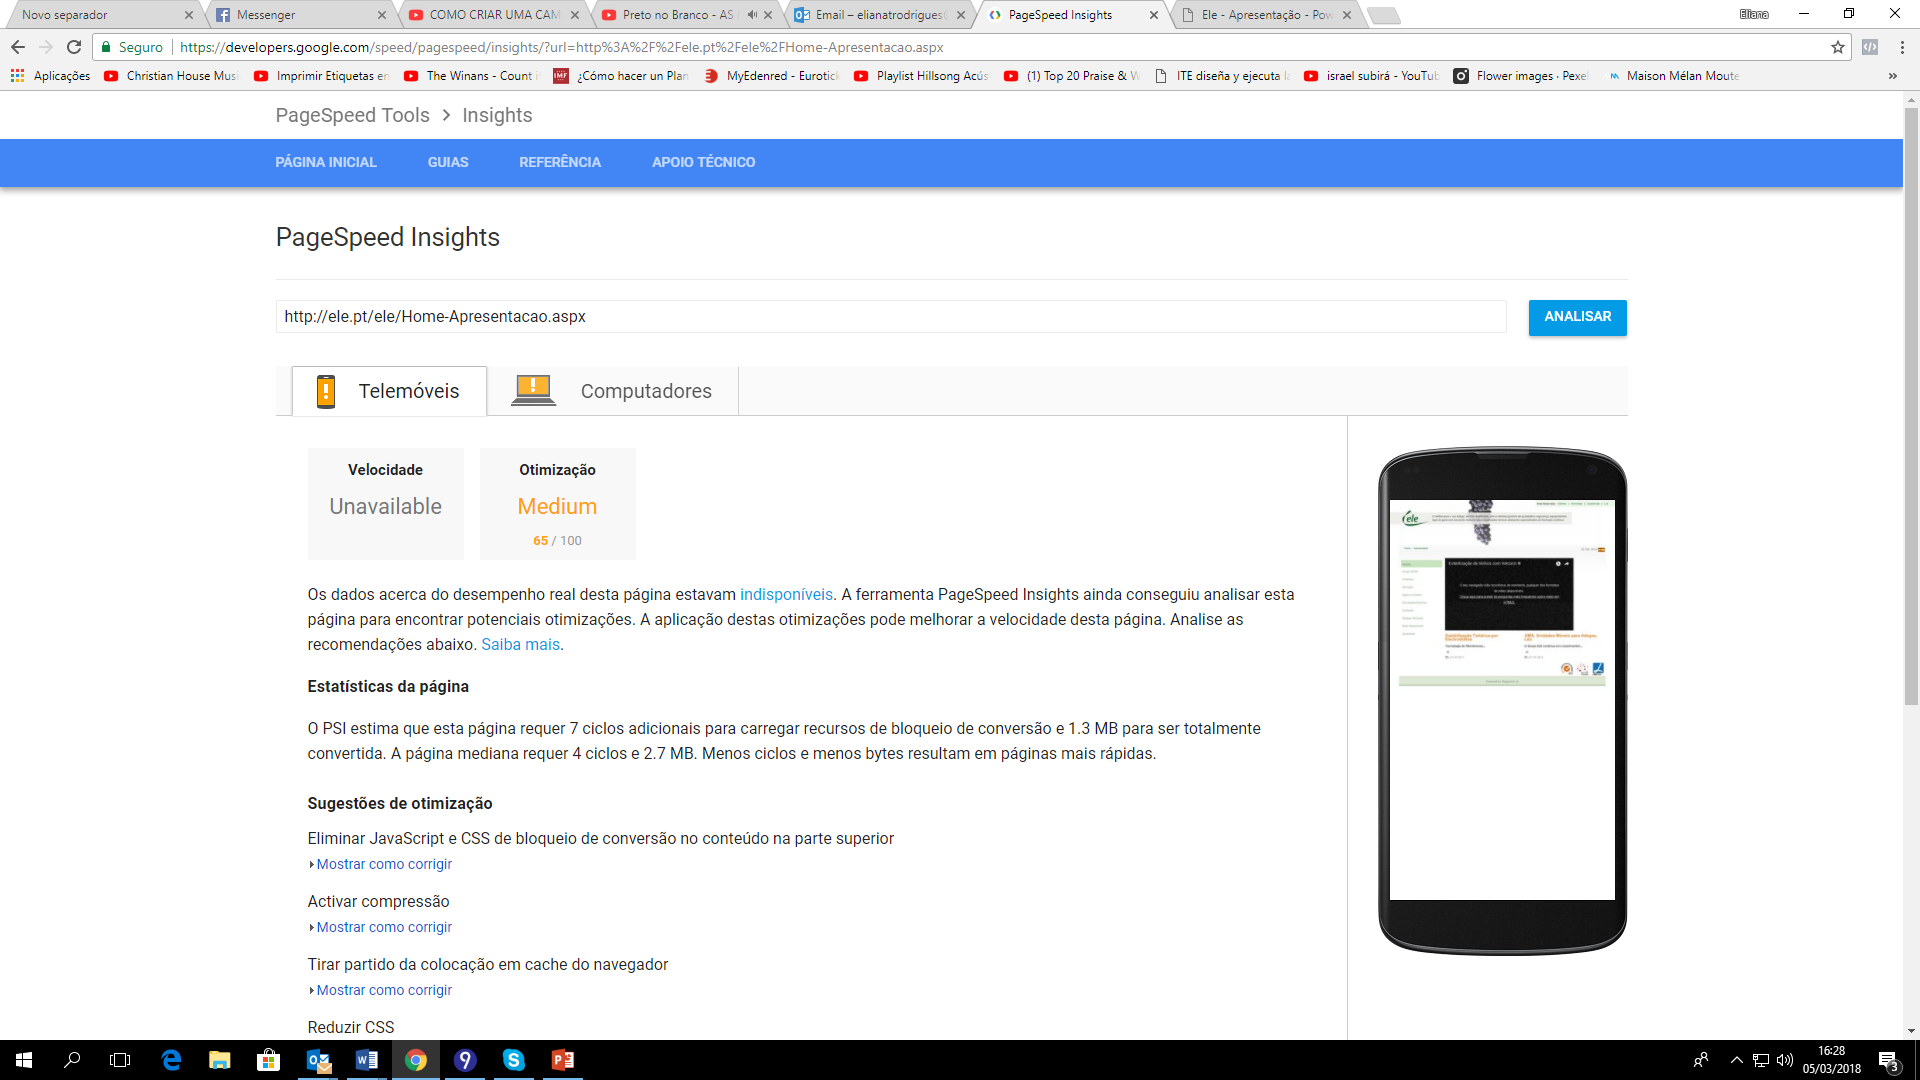 Novo separador
Messenger
COMO CRIAR UMA CAM
Preto no Branco - AS
Email – elianatrodrigues
PageSpeed Insights
Ele - Apresentação - Pow
Eliana
Seguro
https://developers.google.com/speed/pagespeed/insights/?url=http%3A%2F%2Fele.pt%2Fele%2FHome-Apresentacao.aspx
Aplicações
Christian House Musi
Imprimir Etiquetas en
The Winans - Count i
¿Cómo hacer un Plan
MyEdenred - Eurotick
Playlist Hillsong Acús
(1) Top 20 Praise & W
ITE diseña y ejecuta la
israel subirá - YouTub
Flower images · Pexel
Maison Mélan Moute
PageSpeed Tools > Insights
PÁGINA INICIAL
GUIAS
REFERÊNCIA
APOIO TÉCNICO
PageSpeed Insights
http://ele.pt/ele/Home-Apresentacao.aspx
ANALISAR
Telemóveis
Computadores
Velocidade
Unavailable
Otimização
Medium
65 / 100
Os dados acerca do desempenho real desta página estavam indisponíveis. A ferramenta PageSpeed Insights ainda conseguiu analisar esta
página para encontrar potenciais otimizações. A aplicação destas otimizações pode melhorar a velocidade desta página. Analise as
recomendações abaixo. Saiba mais.
Estatísticas da página
O PSI estima que esta página requer 7 ciclos adicionais para carregar recursos de bloqueio de conversão e 1.3 MB para ser totalmente
convertida. A página mediana requer 4 ciclos e 2.7 MB. Menos ciclos e menos bytes resultam em páginas mais rápidas.
Sugestões de otimização
Eliminar JavaScript e CSS de bloqueio de conversão no conteúdo na parte superior
Mostrar como corrigir
Activar compressão
Mostrar como corrigir
Tirar partido da colocação em cache do navegador
Mostrar como corrigir
Reduzir CSS
ele
16:28
05/03/2018
3